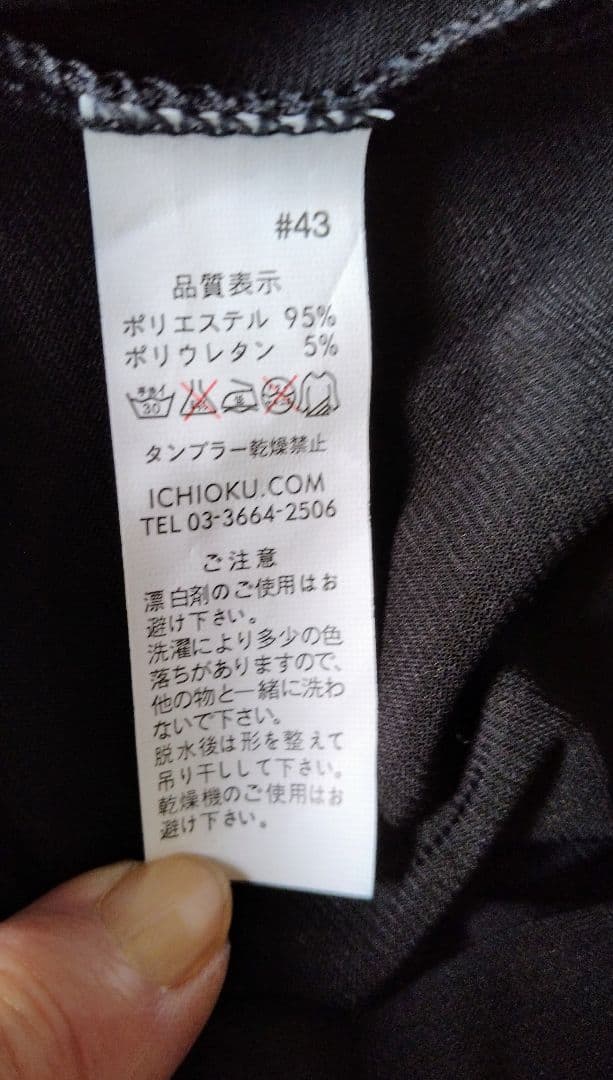 #43
品質表示
ポリエステル 95%
ポリウレタン 5%
30
タンブラー乾燥禁止
ICHIOKU.COM
TEL 03-3664-2506
ご注意
漂白剤のご使用はお
避け下さい。
洗濯により多少の色
落ちがありますので、
他の物と一緒に洗わ
ないで下さい。
脱水後は形を整えて
吊り干しして下さい。
乾燥機のご使用はお
避け下さい。